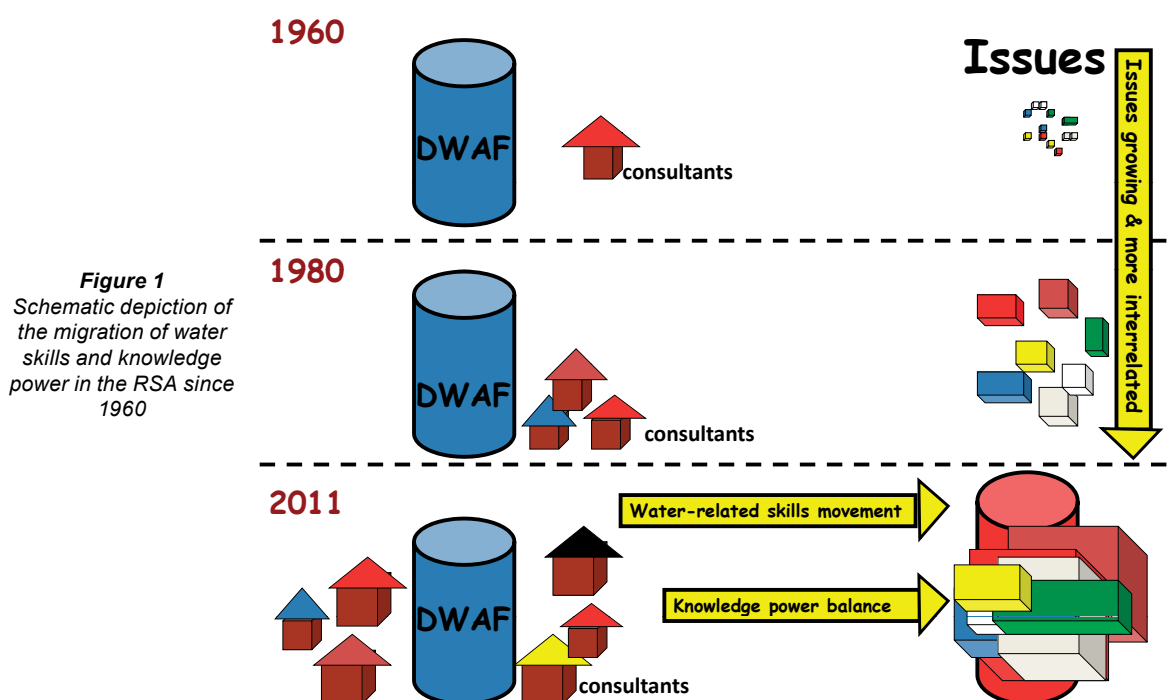 1960
DWAF
consultants
Issues
Issues growing & more interrelated
1980
DWAF
consultants
Figure 1
Schematic depiction of
the migration of water
skills and knowledge
power in the RSA since
1960
2011
DWAF
consultants
Water-related skills movement
Knowledge power balance